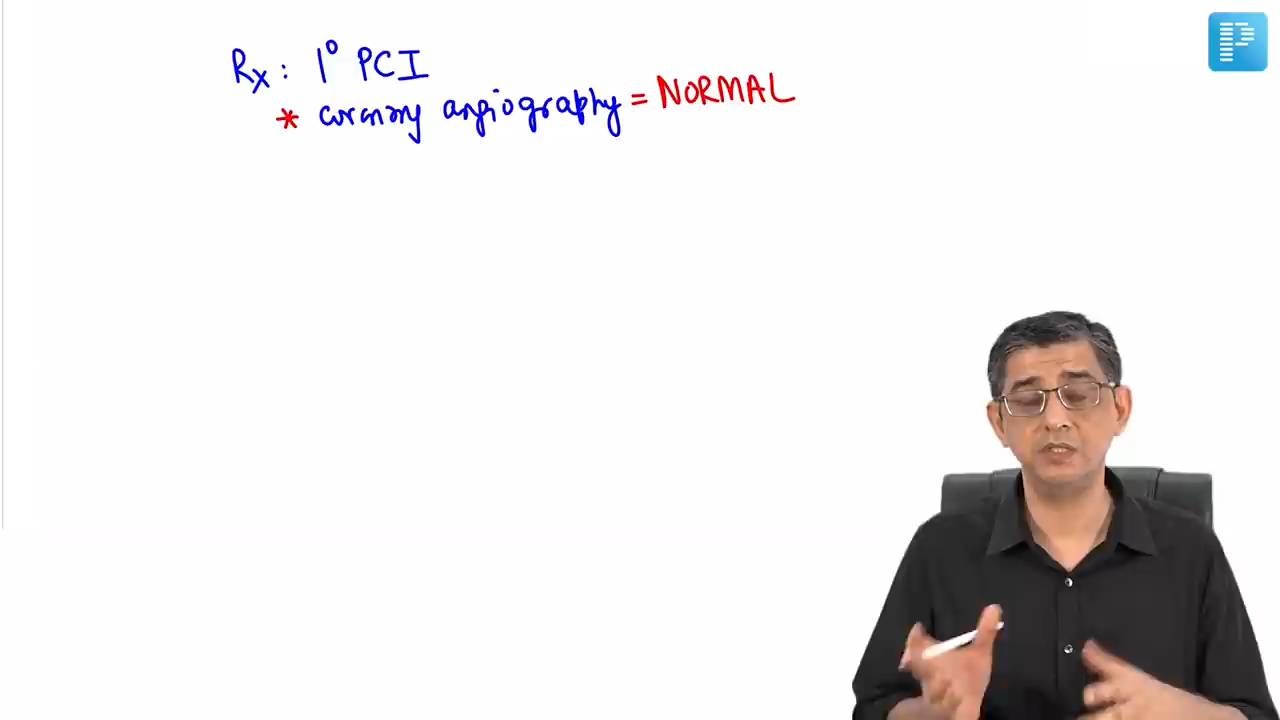 Rx : 1° PCI
* coronary angiography = NORMAL